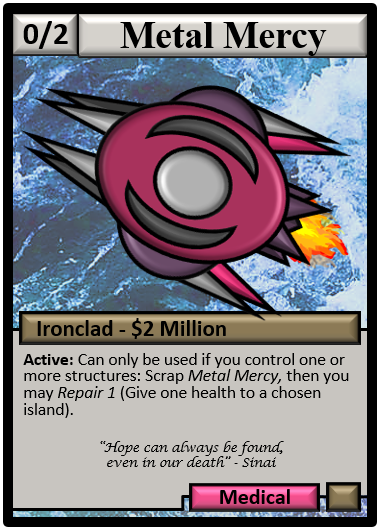 0/2 Metal Mercy
Ironclad - $2 Million
Active: Can only be used if you control one or
more structures: Scrap Metal Mercy, then you
may Repair 1 (Give one health to a chosen
island).
“Hope can always be found,
even in our death” - Sinai
Medical